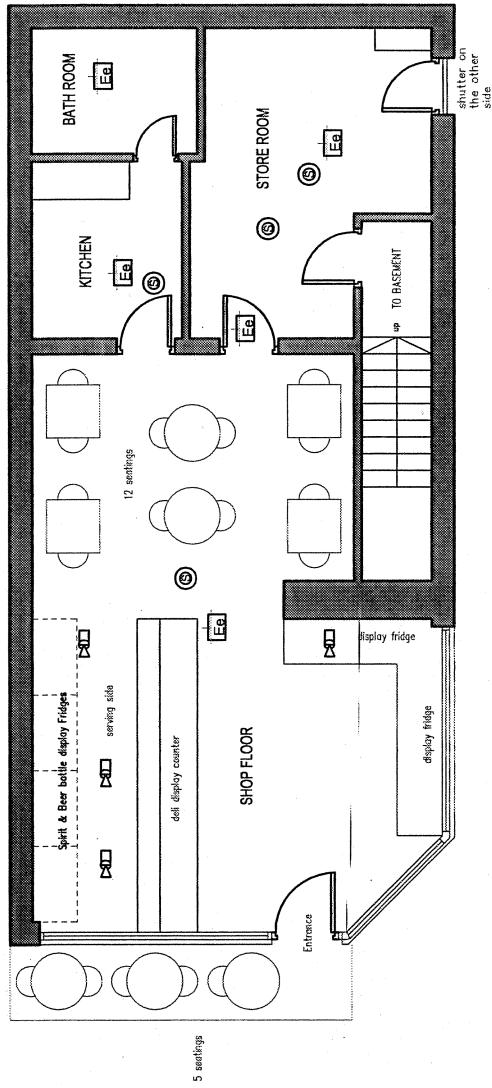 BATH ROOM
Ee
KITCHEN
Ee
S
STORE ROOM
Ee
S
S
Ee
shutter on
the other
side
up
TO BASEMENT
12 seatings
S
Ee
Spirit & Beer bottle display Fridges
serving side
deli display counter
SHOP FLOOR
display fridge
display fridge
Entrance
5 seatings